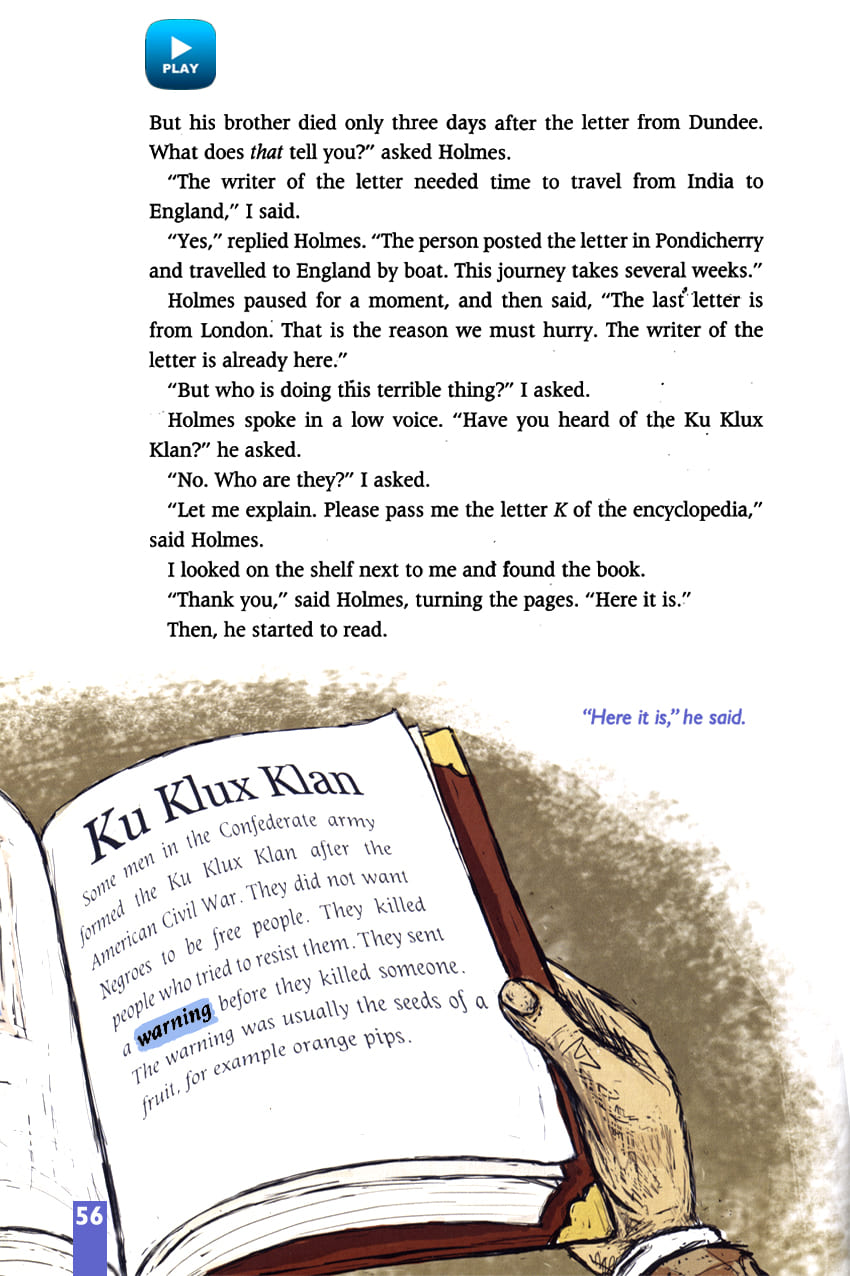 PLAY
But his brother died only three days after the letter from Dundee.
What does that tell you?” asked Holmes.
“The writer of the letter needed time to travel from India to
England,” I said.
“Yes,” replied Holmes. “The person posted the letter in Pondicherry
and travelled to England by boat. This journey takes several weeks.”
Holmes paused for a moment, and then said, “The last letter is
from London. That is the reason we must hurry. The writer of the
letter is already here.”
“But who is doing this terrible thing?” I asked.
Holmes spoke in a low voice. “Have you heard of the Ku Klux
Klan?” he asked.
“No. Who are they?” I asked.
“Let me explain. Please pass me the letter K of the encyclopedia,”
said Holmes.
I looked on the shelf next to me and found the book.
“Thank you,” said Holmes, turning the pages. “Here it is.”
Then, he started to read.
“Here it is,” he said.
Ku Klux Klan
Some men in the Confederate army
formed the Ku Klux Klan after the
American Civil War. They did not want
Negroes to be free people. They killed
people who tried to resist them. They sent
a warning before they killed someone.
The warning was usually the seeds of a
fruit, for example orange pips.
56